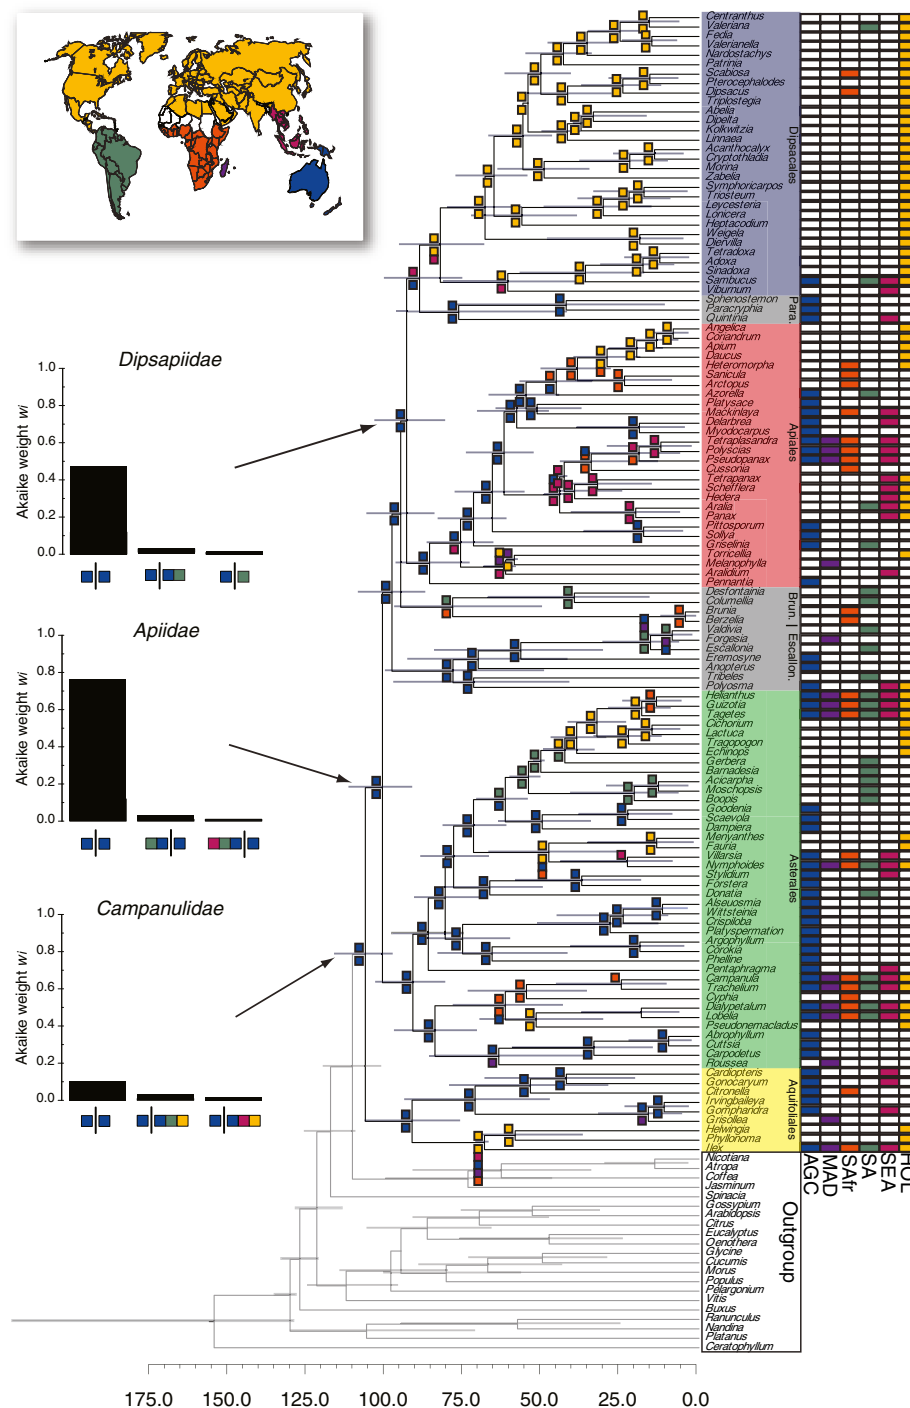 Centranthus
Valeriana
Fedia
Valerianella
Nardostachys
Patrinia
Scabiosa
Pterocephalodes
Dipsacus
Triplostegia
Abelia
Dipelta
Kolkwitzia
Linnaea
Acanthocalyx
Cryptothladia
Morina
Zabelia
Symphoricarpos
Triosteum
Leycesteria
Lonicera
Heptacodium
Weigela
Diervilla
Tetradoxa
Adoxa
Sinadoxa
Sambucus
Viburnum
Dipsacales
Sphenostemon
Paracryphia
Quintinia
Para.
Angelica
Coriandrum
Apium
Daucus
Heteromorpha
Sanicula
Arctopus
Azorella
Platysace
Mackinlaya
Delarbrea
Myodocarpus
Tetraplasandra
Polyscias
Pseudopanax
Cussonia
Tetrapanax
Schefflera
Hedera
Aralia
Panax
Pittosporum
Sollya
Griselinia
Torricellia
Melanophylla
Aralidium
Pennantia
Apiales
Desfontainia
Columellia
Brunia
Berzelia
Valdivia
Forgesia
Escallonia
Eremosyne
Anopterus
Tribeles
Polyosma
Brun. | Escallon.
Helianthus
Guizotia
Tagetes
Cichorium
Lactuca
Tragopogon
Echinops
Gerbera
Barnadesia
Acicarpha
Moschopsis
Boopis
Goodenia
Scaevola
Dampiera
Menyanthes
Fauria
Villarsia
Nymphoides
Stylidium
Forstera
Donatia
Alseuosmia
Wittsteinia
Crispiloba
Platyspermation
Argophyllum
Corokia
Phelline
Pentaphragma
Campanula
Trachelium
Cyphia
Dialypetalum
Lobelia
Pseudonemacladus
Abrophyllum
Cuttsia
Carpodetus
Roussea
Asterales
Cardiopteris
Gonocaryum
Citronella
Irvingbaileya
Gomphandra
Grisollea
Helwingia
Phyllonoma
Ilex
Aquifoliales
Nicotiana
Atropa
Coffea
Jasminum
Spinacia
Gossypium
Arabidopsis
Citrus
Eucalyptus
Oenothera
Glycine
Cucumis
Morus
Populus
Pelargonium
Vitis
Buxus
Ranunculus
Nandina
Platanus
Ceratophyllum
Outgroup
AGC
MAD
SAfr
SA
SEA
HOL
Dipsapiidae
Akaike weight wi
1.0
0.8
0.6
0.4
0.2
0.0
Apiidae
Akaike weight wi
1.0
0.8
0.6
0.4
0.2
0.0
Campanulidae
Akaike weight wi
1.0
0.8
0.6
0.4
0.2
0.0
175.0 150.0 125.0 100.0 75.0 50.0 25.0 0.0